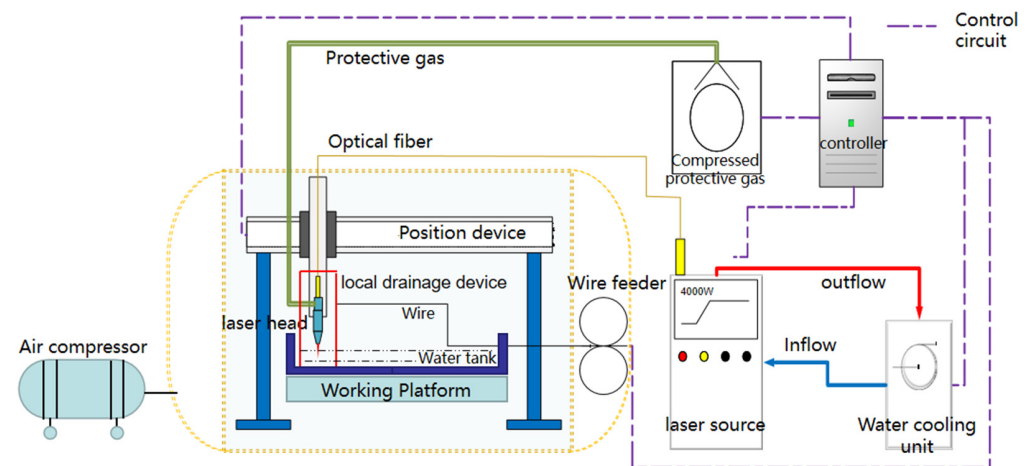 Control
circuit
Protective gas
Optical fiber
Compressed
protective gas
controller
Position device
local drainage device
Wire feeder
4000W
outflow
Wire
laser head
Air compressor
Water tank
Inflow
Working Platform
laser source
Water cooling
unit